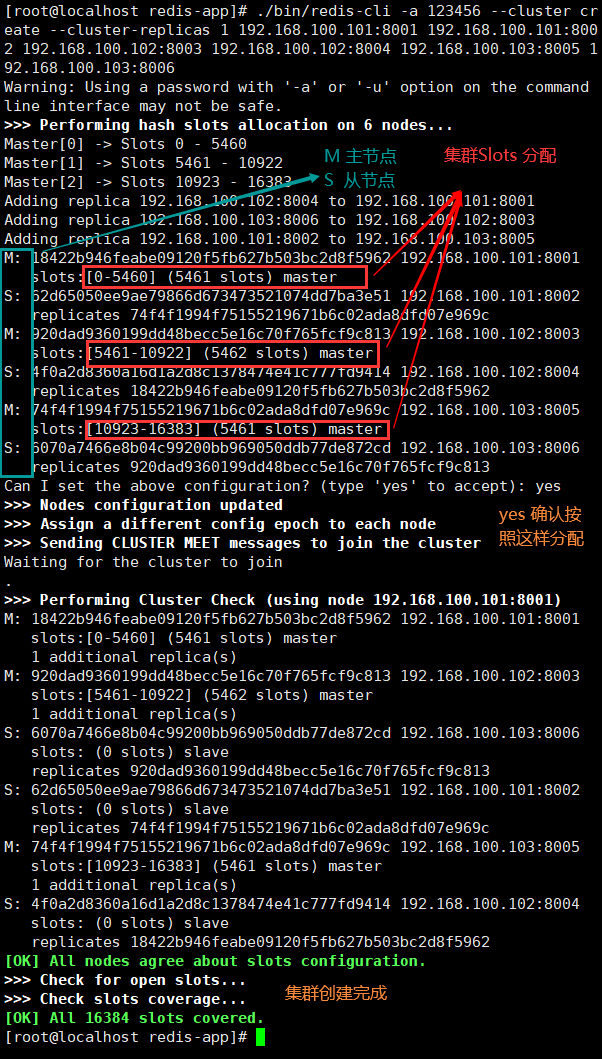 [root@localhost redis-app]# ./bin/redis-cli -a 123456 --cluster cr
eate --cluster-replicas 1 192.168.100.101:8001 192.168.100.101:800
2 192.168.100.102:8003 192.168.100.102:8004 192.168.100.103:8005 1
92.168.100.103:8006
Warning: Using a password with '-a' or '-u' option on the command
line interface may not be safe.
>>> Performing hash slots allocation on 6 nodes...
Master[0] -> Slots 0 - 5460
Master[1] -> Slots 5461 - 10922
Master[2] -> Slots 10923 - 16383
M 主节点
S 从节点
集群Slots 分配
Adding replica 192.168.100.102:8004 to 192.168.100.101:8001
Adding replica 192.168.100.103:8006 to 192.168.100.102:8003
Adding replica 192.168.100.101:8002 to 192.168.100.103:8005
M: 18422b946feabe09120f5fb627b503bc2d8f5962 192.168.100.101:8001
slots:[0-5460] (5461 slots) master
S: 62d65050ee9ae79866d673473521074dd7ba3e51 192.168.100.101:8002
replicates 74f4f1994f75155219671b6c02ada8dfd07e969c
M: 920dad9360199dd48becc5e16c70f765fcf9c813 192.168.100.102:8003
slots:[5461-10922] (5462 slots) master
S: 4f0a2d8360a16d1a2d8c1378474e41c777fd9414 192.168.100.102:8004
replicates 18422b946feabe09120f5fb627b503bc2d8f5962
M: 74f4f1994f75155219671b6c02ada8dfd07e969c 192.168.100.103:8005
slots:[10923-16383] (5461 slots) master
S: 6070a7466e8b04c99200bb969050ddb77de872cd 192.168.100.103:8006
replicates 920dad9360199dd48becc5e16c70f765fcf9c813
Can I set the above configuration? (type 'yes' to accept): yes
>>> Nodes configuration updated
>>> Assign a different config epoch to each node
>>> Sending CLUSTER MEET messages to join the cluster
yes 确认按
照这样分配
Waiting for the cluster to join
.
>>> Performing Cluster Check (using node 192.168.100.101:8001)
M: 18422b946feabe09120f5fb627b503bc2d8f5962 192.168.100.101:8001
slots:[0-5460] (5461 slots) master
1 additional replica(s)
M: 920dad9360199dd48becc5e16c70f765fcf9c813 192.168.100.102:8003
slots:[5461-10922] (5462 slots) master
1 additional replica(s)
S: 6070a7466e8b04c99200bb969050ddb77de872cd 192.168.100.103:8006
slots: (0 slots) slave
replicates 920dad9360199dd48becc5e16c70f765fcf9c813
S: 62d65050ee9ae79866d673473521074dd7ba3e51 192.168.100.101:8002
slots: (0 slots) slave
replicates 74f4f1994f75155219671b6c02ada8dfd07e969c
M: 74f4f1994f75155219671b6c02ada8dfd07e969c 192.168.100.103:8005
slots:[10923-16383] (5461 slots) master
1 additional replica(s)
S: 4f0a2d8360a16d1a2d8c1378474e41c777fd9414 192.168.100.102:8004
slots: (0 slots) slave
replicates 18422b946feabe09120f5fb627b503bc2d8f5962
[OK] All nodes agree about slots configuration.
>>> Check for open slots...
>>> Check slots coverage...
集群创建完成
[OK] All 16384 slots covered.
[root@localhost redis-app]#